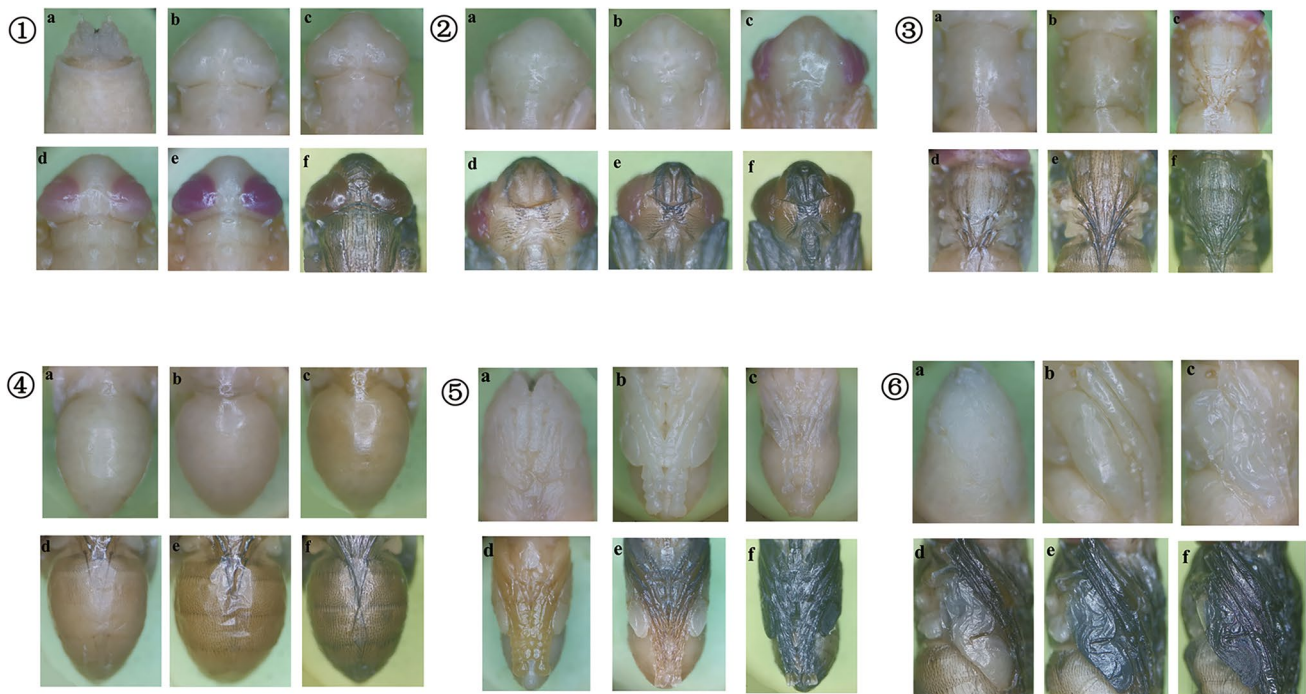 ① a b c
d e f
② a b c
d e f
③ a b c
d e f
④ a b c
d e f
⑤ a b c
d e f
⑥ a b c
d e f